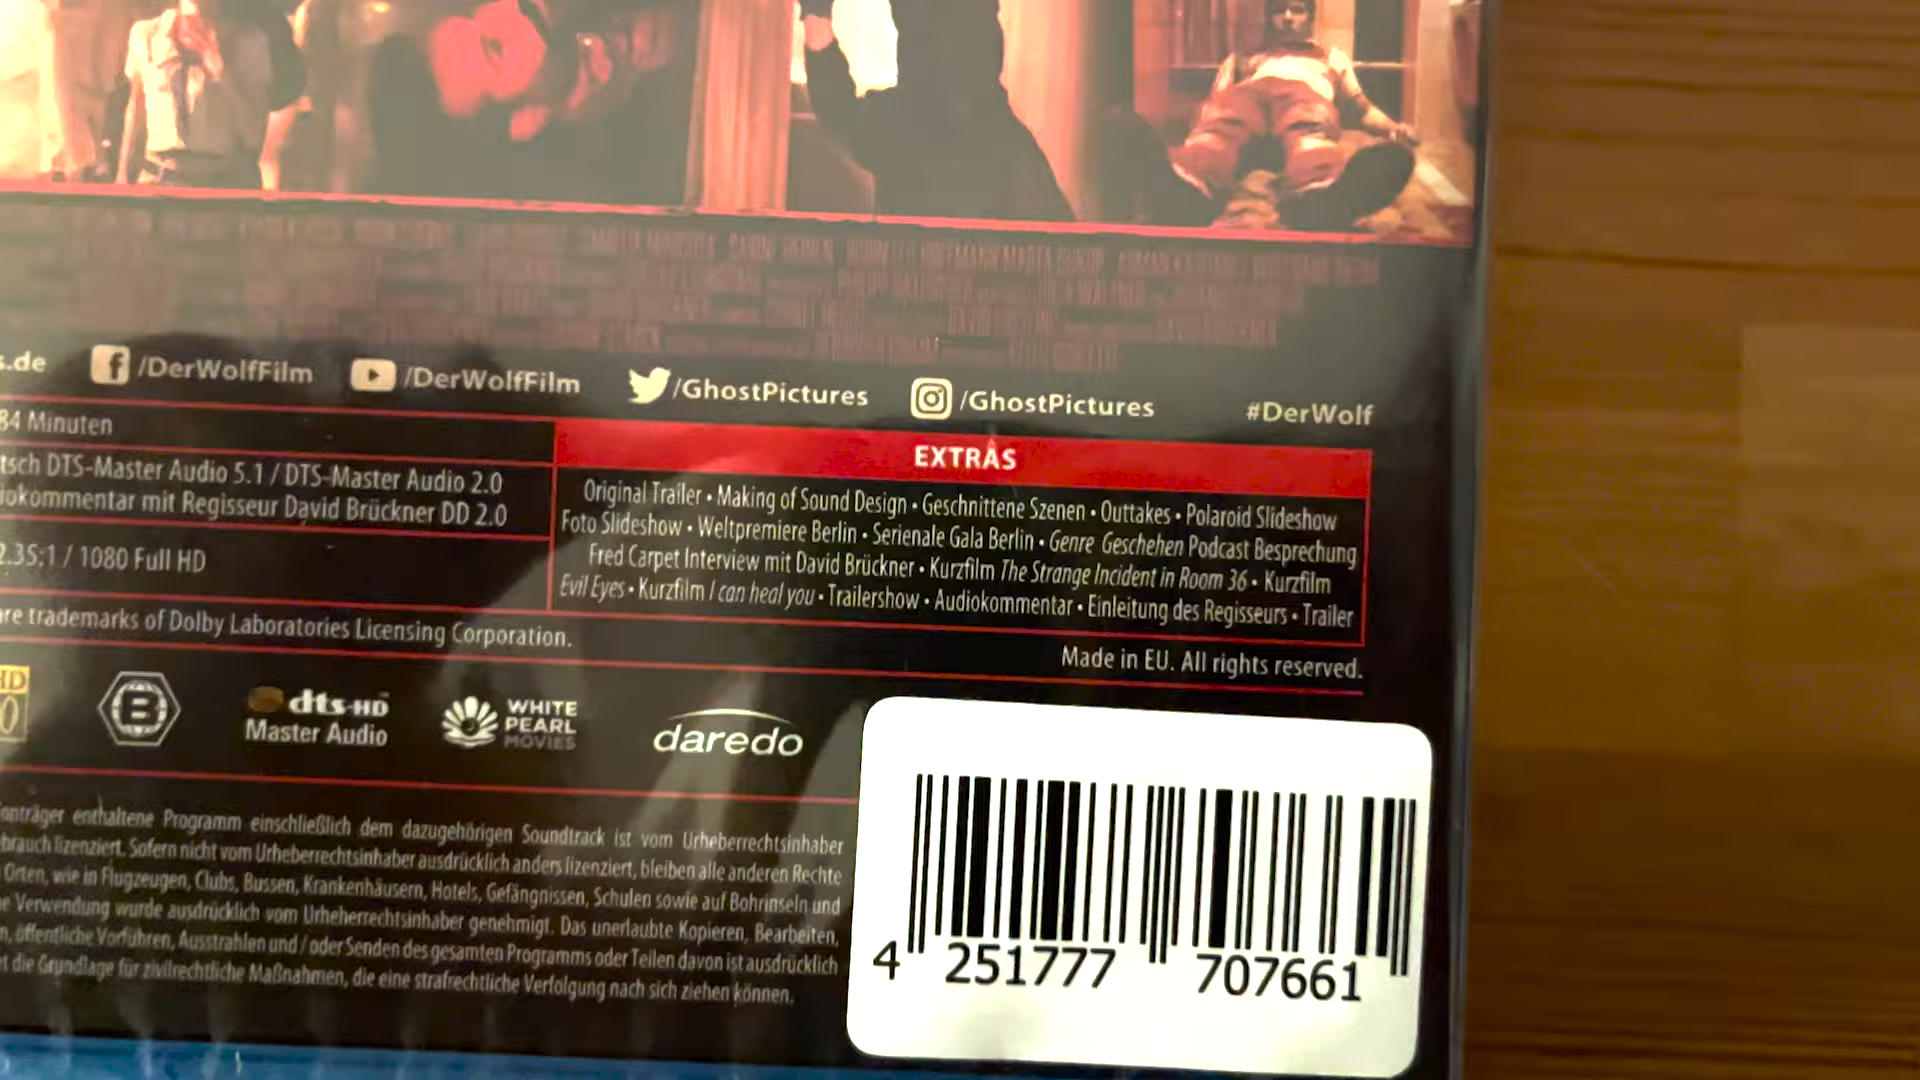 s.de /DerWolfFilm /DerWolfFilm /GhostPictures /GhostPictures #DerWolf
84 Minuten
tsch DTS-Master Audio 5.1 / DTS-Master Audio 2.0
iokommentar mit Regisseur David Brückner DD 2.0
2.35:1 / 1080 Full HD
EXTRAS
Original Trailer • Making of Sound Design • Geschnittene Szenen • Outtakes • Polaroid Slideshow
Foto Slideshow • Weltpremiere Berlin • Serienale Gala Berlin • Genre Geschehen Podcast Besprechung
Fred Carpet Interview mit David Brückner • Kurzfilm The Strange Incident in Room 36 • Kurzfilm
Evil Eyes • Kurzfilm I can heal you • Trailershow • Audiokommentar • Einleitung des Regisseurs • Trailer
are trademarks of Dolby Laboratories Licensing Corporation.
Made in EU. All rights reserved.
HD
0
B
dts-HD
Master Audio
WHITE
PEARL
MOVIES
daredo
onträger enthaltene Programm einschließlich dem dazugehörigen Soundtrack ist vom Urheberrechtsinhaber
brauch lizenziert. Sofern nicht vom Urheberrechtsinhaber ausdrücklich anders lizenziert, bleiben alle anderen Rechte
Orten, wie in Flugzeugen, Clubs, Bussen, Krankenhäusern, Hotels, Gefängnissen, Schulen sowie auf Bohrinseln und
e Verwendung wurde ausdrücklich vom Urheherrechtsinhaber genehmigt. Das unerlaubte Kopieren, Bearbeiten,
n, öffentliche Vorführen, Ausstrahlen und / oder Senden des gesamten Programms oder Teilen davon ist ausdrücklich
t die Grundlage für zivilrechtliche Maßnahmen, die eine strafrechtliche Verfolgung nach sich ziehen können.
4 251777 707661